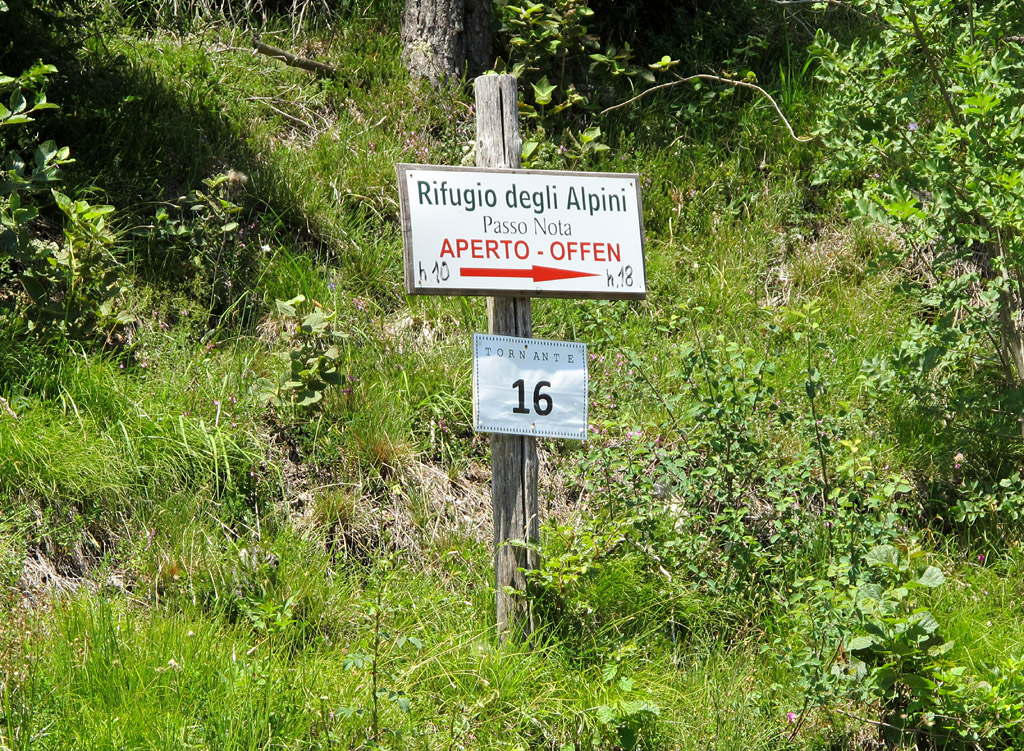 Rifugio degli Alpini
Passo Nota
APERTO - OFFEN
h 10 h.18
TORNANTE
16